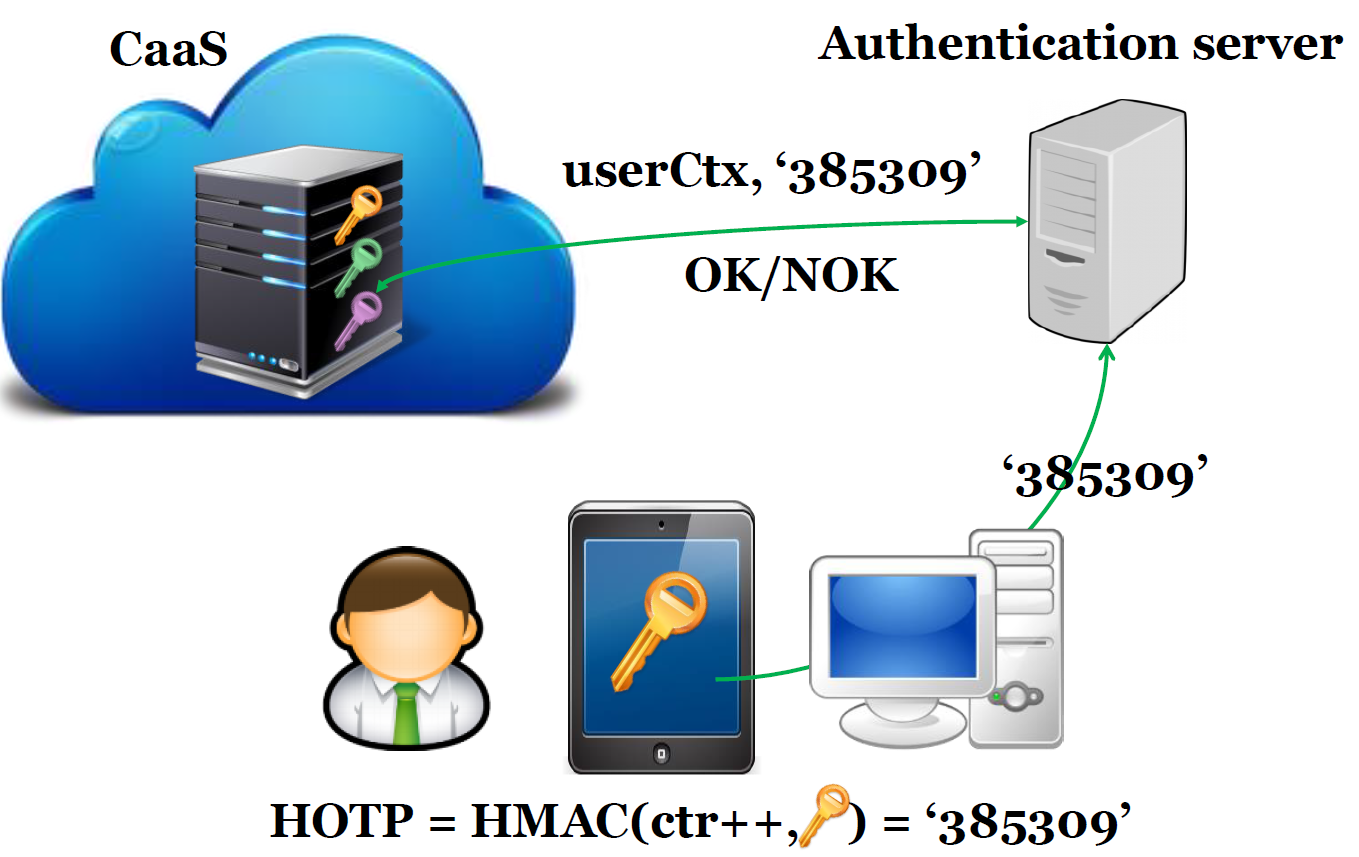 CaaS
Authentication server
userCtx, ‘385309’
OK/NOK
‘385309’
HOTP = HMAC(ctr++, ) = ‘385309’